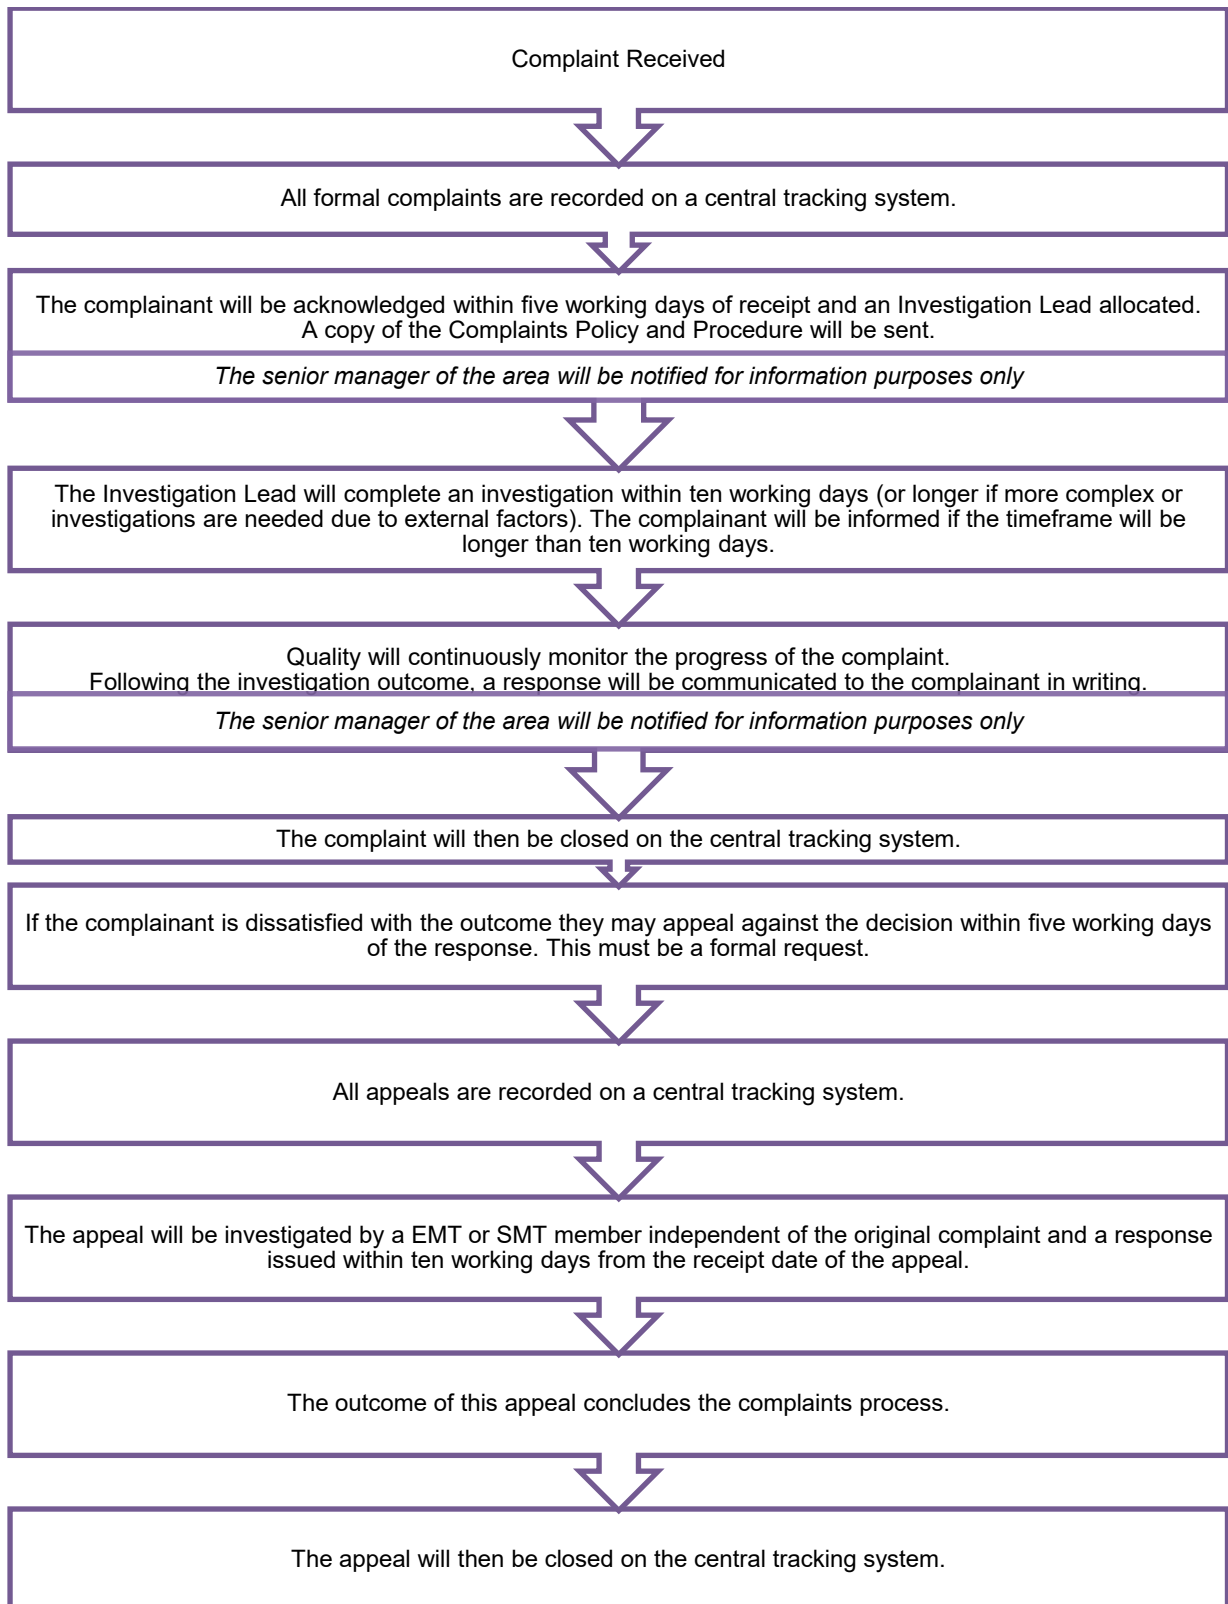 Complaint Received
All formal complaints are recorded on a central tracking system.
The complainant will be acknowledged within five working days of receipt and an Investigation Lead allocated.
A copy of the Complaints Policy and Procedure will be sent.
The senior manager of the area will be notified for information purposes only
The Investigation Lead will complete an investigation within ten working days (or longer if more complex or
investigations are needed due to external factors). The complainant will be informed if the timeframe will be
longer than ten working days.
Quality will continuously monitor the progress of the complaint.
Following the investigation outcome, a response will be communicated to the complainant in writing.
The senior manager of the area will be notified for information purposes only
The complaint will then be closed on the central tracking system.
If the complainant is dissatisfied with the outcome they may appeal against the decision within five working days
of the response. This must be a formal request.
All appeals are recorded on a central tracking system.
The appeal will be investigated by a EMT or SMT member independent of the original complaint and a response
issued within ten working days from the receipt date of the appeal.
The outcome of this appeal concludes the complaints process.
The appeal will then be closed on the central tracking system.